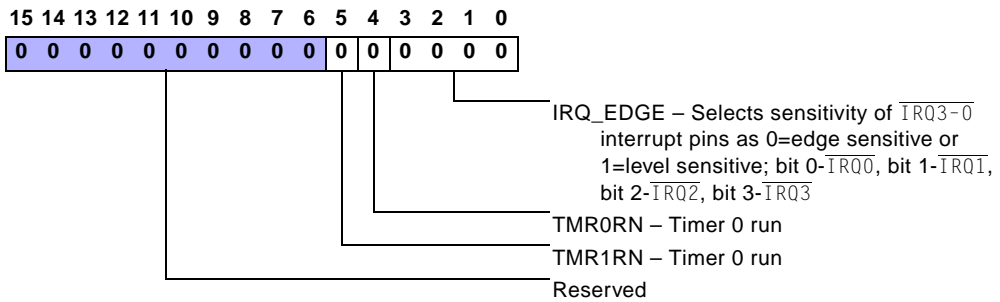 15 14 13 12 11 10 9 8 7 6 5 4 3 2 1 0
0 0 0 0 0 0 0 0 0 0 0 0 0 0 0 0
IRQ_EDGE – Selects sensitivity of IRQ3-0
interrupt pins as 0=edge sensitive or
1=level sensitive; bit 0-IRQ0, bit 1-IRQ1,
bit 2-IRQ2, bit 3-IRQ3
TMR0RN – Timer 0 run
TMR1RN – Timer 0 run
Reserved